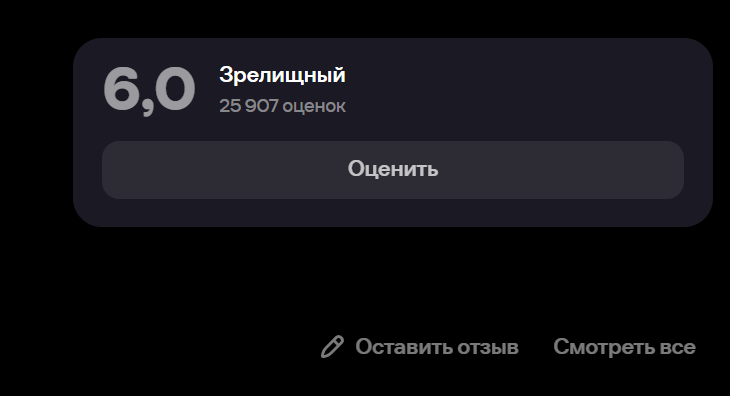 6,0
Зрелищный
25 907 оценок
Оценить
Оставить отзыв
Смотреть все